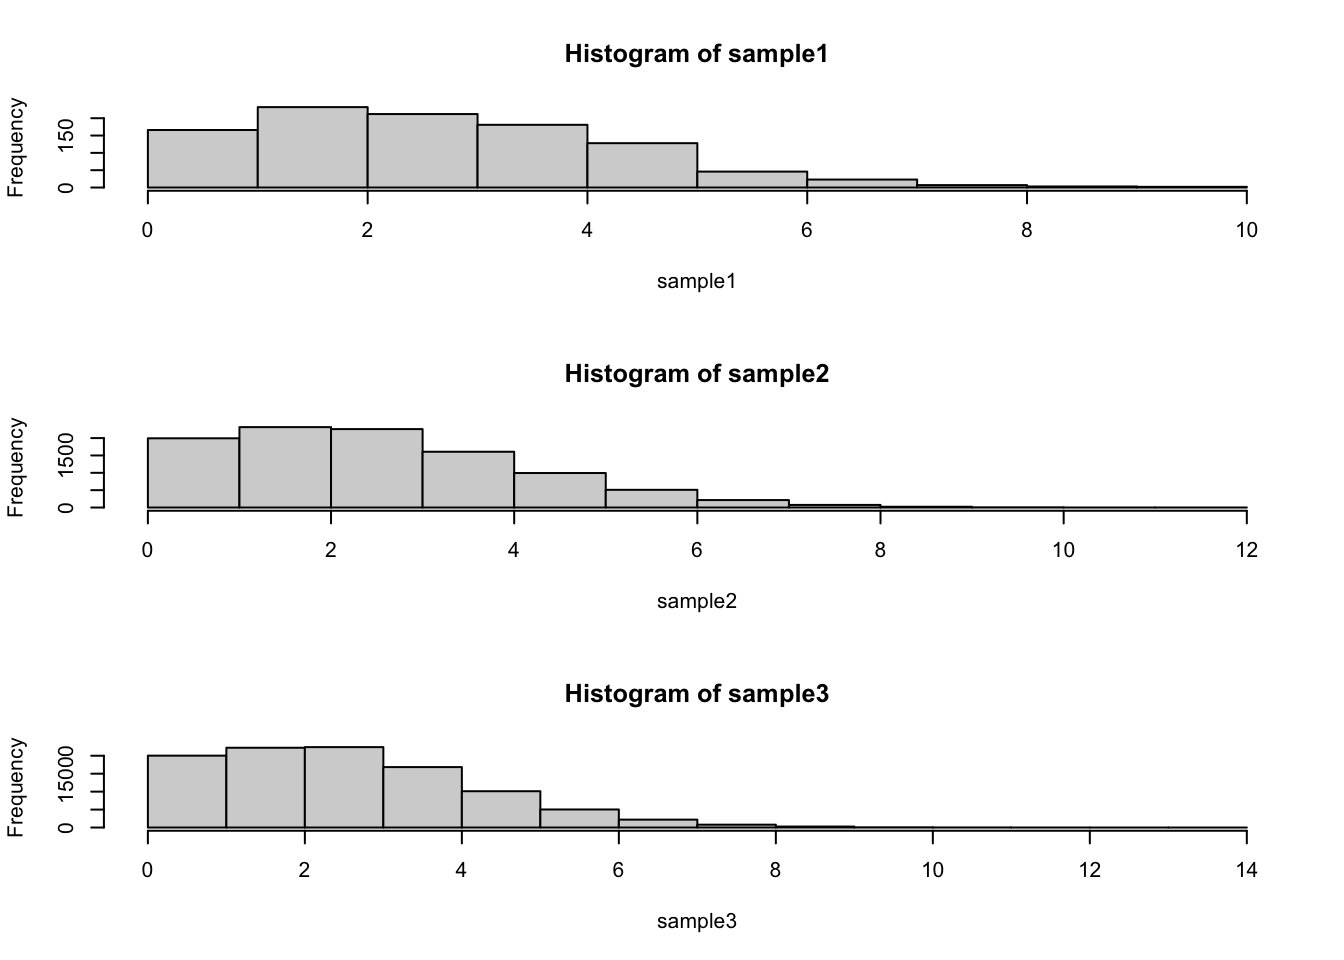 Histogram of sample1
Frequency
150
0
0 2 4 6 8 10
sample1
Histogram of sample2
Frequency
1500
0
0 2 4 6 8 10 12
sample2
Histogram of sample3
Frequency
15000
0
0 2 4 6 8 10 12 14
sample3